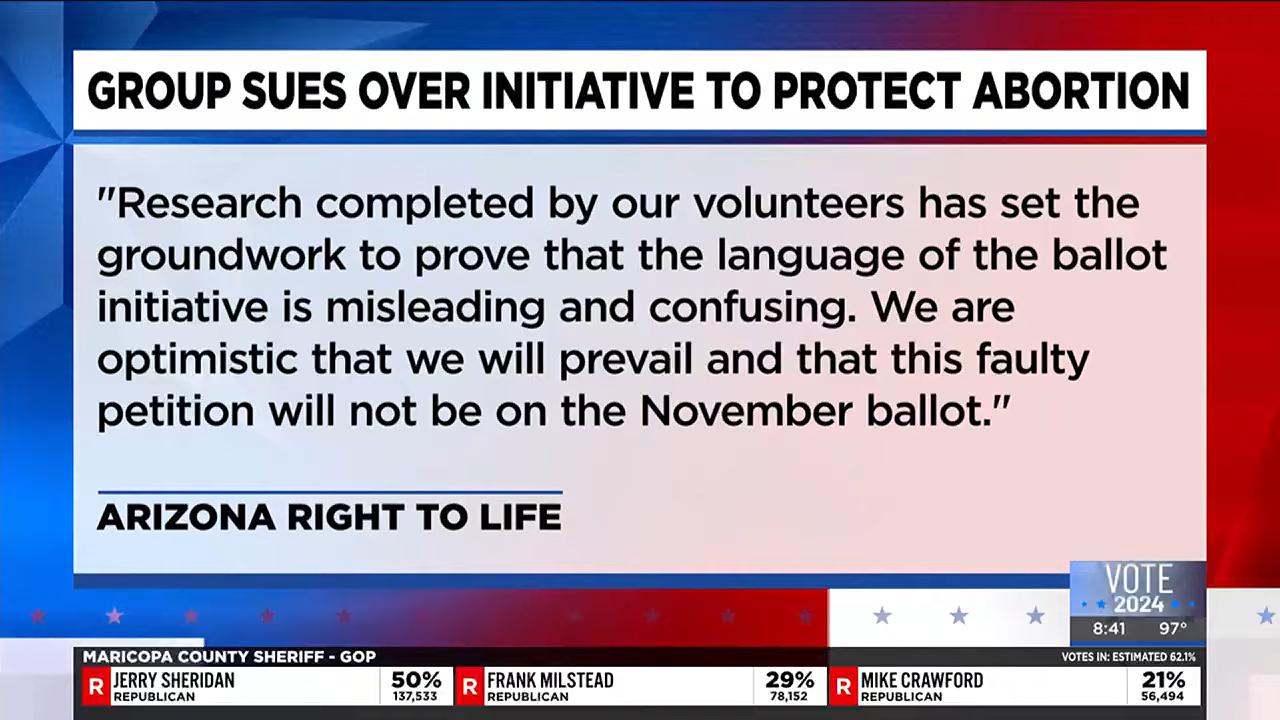 GROUP SUES OVER INITIATIVE TO PROTECT ABORTION
"Research completed by our volunteers has set the
groundwork to prove that the language of the ballot
initiative is misleading and confusing. We are
optimistic that we will prevail and that this faulty
petition will not be on the November ballot."
ARIZONA RIGHT TO LIFE
VOTE
2024
8:41 97°
MARICOPA COUNTY SHERIFF - GOP
VOTES IN: ESTIMATED 62.1%
R JERRY SHERIDAN 50% R FRANK MILSTEAD 29% R MIKE CRAWFORD 21%
REPUBLICAN 137,533 REPUBLICAN 78,152 REPUBLICAN 56,494